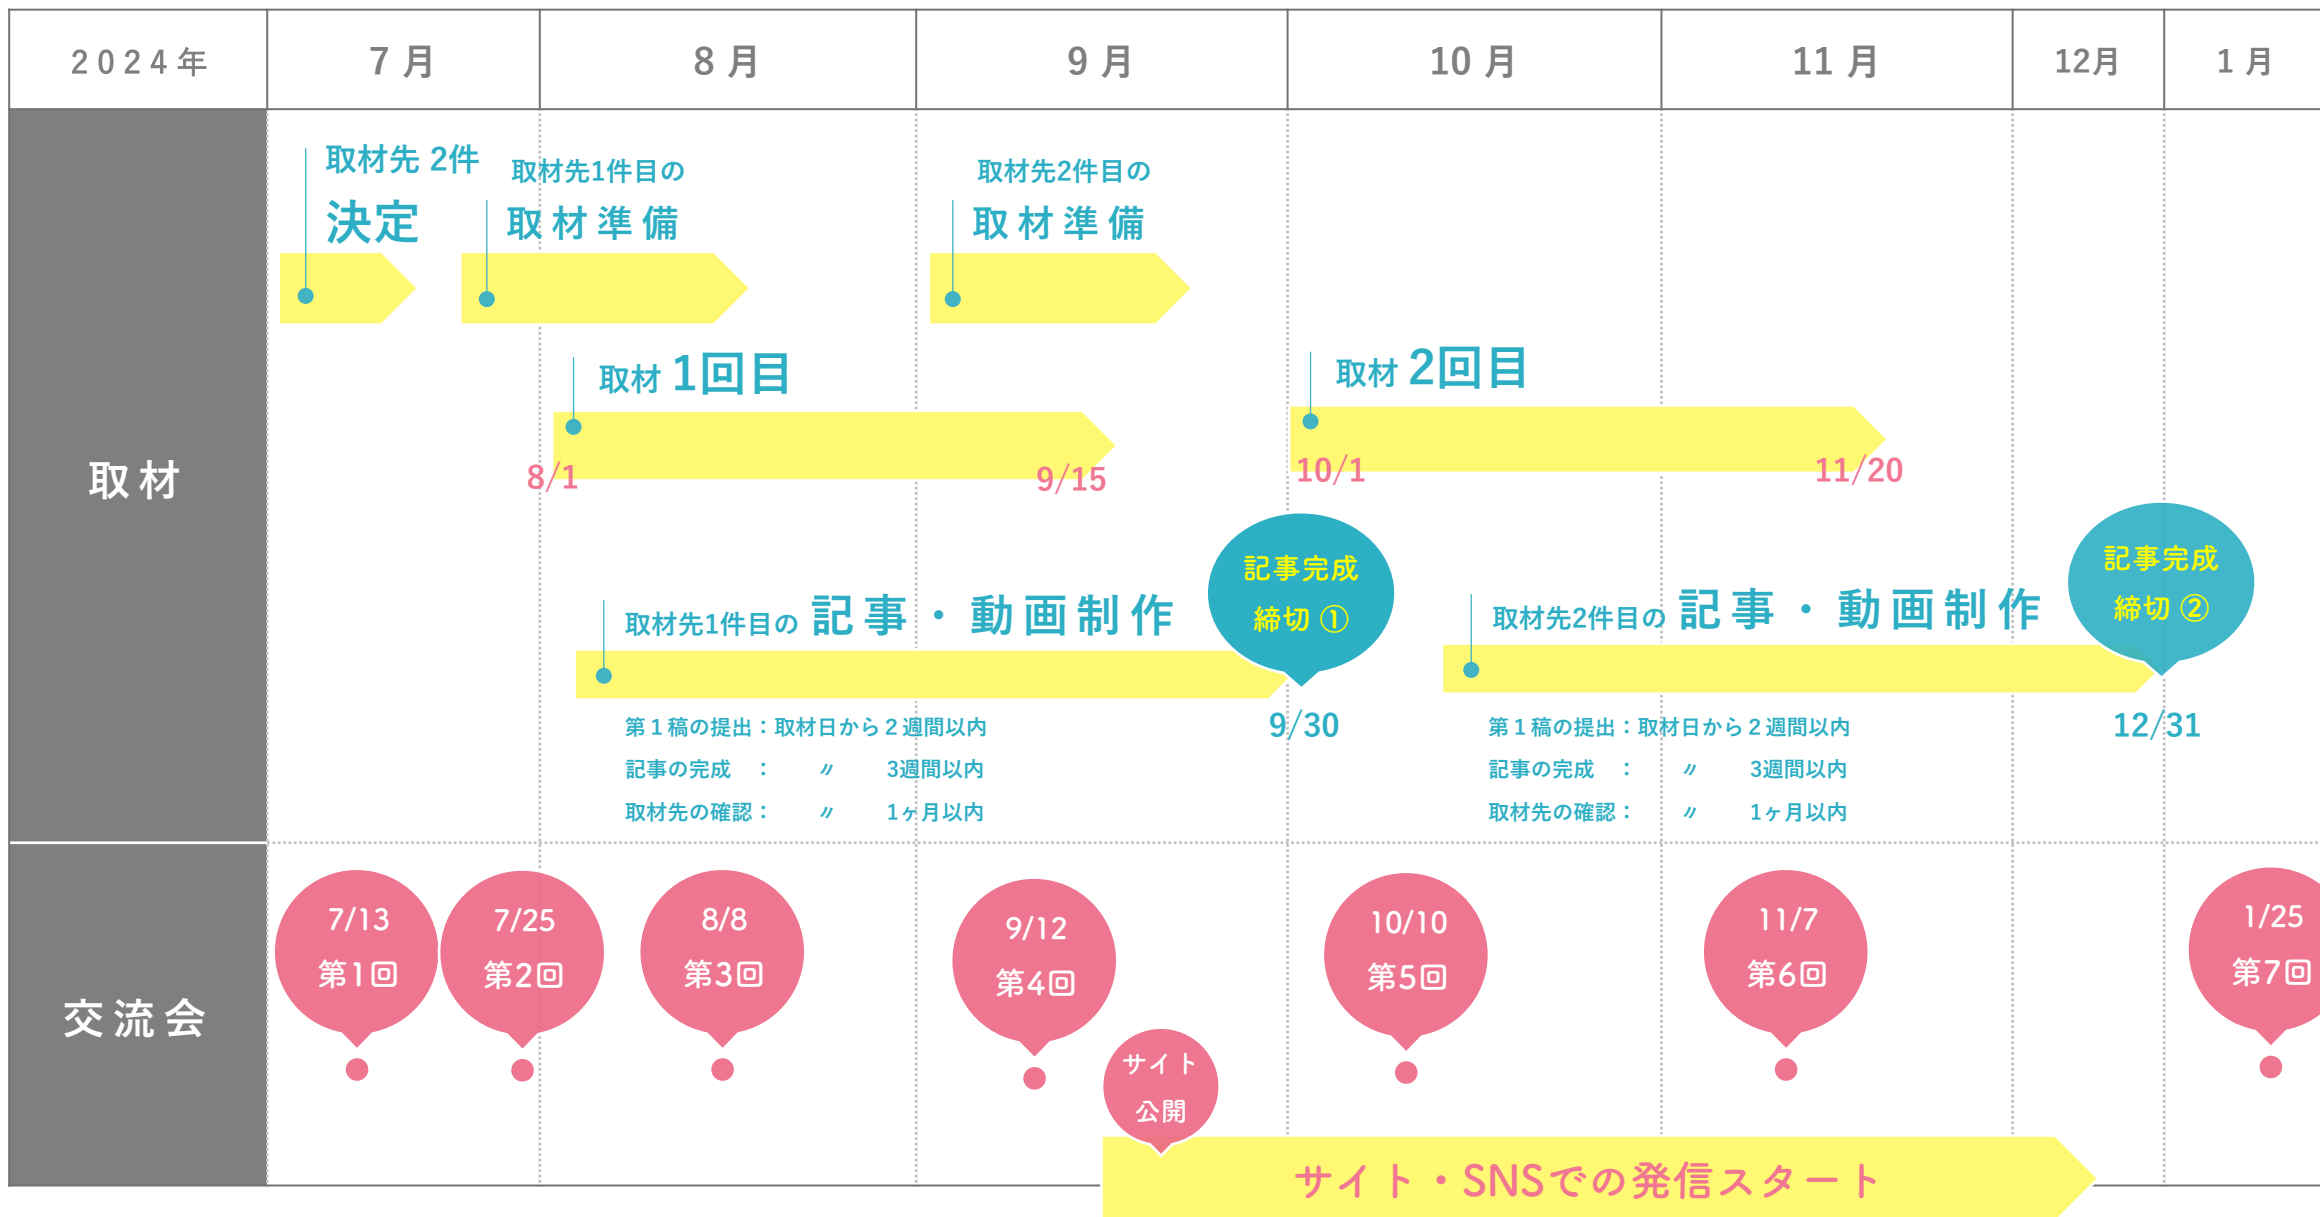 2024年
7月
8月
9月
10月
11月
12月
1月
取材
取材先 2件
決定
取材先1件目の
取材準備
取材先2件目の
取材準備
取材 1回目
8/1
9/15
取材 2回目
10/1
11/20
取材先1件目の 記事・動画制作
記事完成
締切 ①
9/30
第1稿の提出：取材日から2週間以内
記事の完成 ： 〃 3週間以内
取材先の確認： 〃 1ヶ月以内
取材先2件目の 記事・動画制作
記事完成
締切 ②
12/31
第1稿の提出：取材日から2週間以内
記事の完成 ： 〃 3週間以内
取材先の確認： 〃 1ヶ月以内
交流会
7/13
第1回
7/25
第2回
8/8
第3回
9/12
第4回
10/10
第5回
11/7
第6回
1/25
第7回
サイト
公開
サイト・SNSでの発信スタート